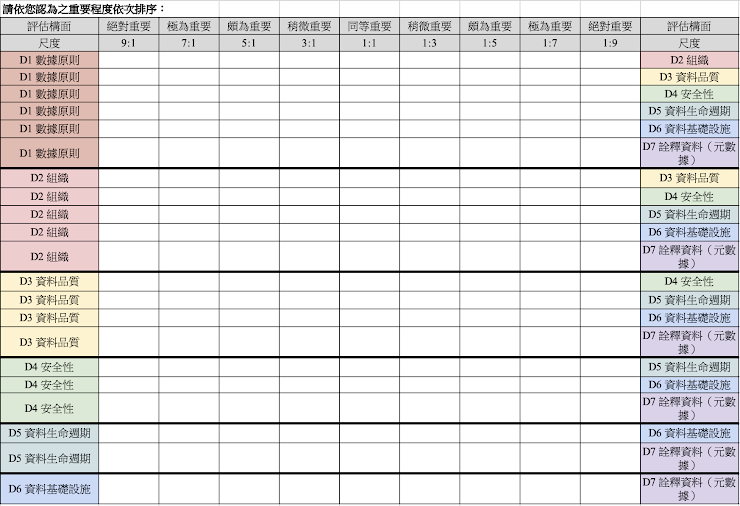 請依您認為之重要程度依次排序：
評估構面 絕對重要 極為重要 頗為重要 稍微重要 同等重要 稍微重要 頗為重要 極為重要 絕對重要 評估構面
尺度 9:1 7:1 5:1 3:1 1:1 1:3 1:5 1:7 1:9 尺度
D1 數據原則 D2 組織
D1 數據原則 D3 資料品質
D1 數據原則 D4 安全性
D1 數據原則 D5 資料生命週期
D1 數據原則 D6 資料基礎設施
D1 數據原則 D7 詮釋資料（元數
據）
D2 組織 D3 資料品質
D2 組織 D4 安全性
D2 組織 D5 資料生命週期
D2 組織 D6 資料基礎設施
D2 組織 D7 詮釋資料（元數
據）
D3 資料品質 D4 安全性
D3 資料品質 D5 資料生命週期
D3 資料品質 D6 資料基礎設施
D3 資料品質 D7 詮釋資料（元數
據）
D4 安全性 D5 資料生命週期
D4 安全性 D6 資料基礎設施
D4 安全性 D7 詮釋資料（元數
據）
D5 資料生命週期 D6 資料基礎設施
D5 資料生命週期 D7 詮釋資料（元數
據）
D6 資料基礎設施 D7 詮釋資料（元數
據）